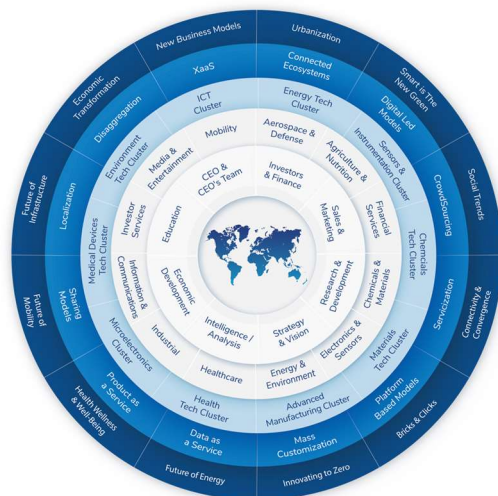 New Business Models
Urbanization
Smart is The
New Green
Social Trends
Connectivity &
Convergence
Bricks & Clicks
Innovating to Zero
Future of Energy
Health Wellness
& Well-Being
Future of
Mobility
Future of
Infrastructure
Economic
Transformation
XaaS
Connected
Ecosystems
Digital Led
Models
CrowdSourcing
Servicization
Platform
Based Models
Mass
Customization
Data as
a Service
Product as
a Service
Sharing
Models
Localization
Disaggregation
ICT
Cluster
Energy Tech
Cluster
Sensors &
Instrumentation Cluster
Chemcials
Tech Cluster
Materials
Tech Cluster
Advanced
Manufacturing Cluster
Health
Tech Cluster
Microelectronics
Cluster
Medical Devices
Tech Cluster
Environment
Tech Cluster
Mobility
Aerospace &
Defense
Agriculture &
Nutrition
Financial
Services
Chemicals &
Materials
Electronics &
Sensors
Energy &
Environment
Healthcare
Industrial
Information &
Communications
Investor
Services
Media &
Entertainment
CEO &
CEO's Team
Investors
& Finance
Sales &
Marketing
Research &
Development
Strategy
& Vision
Intelligence /
Analysis
Economic
Development
Education